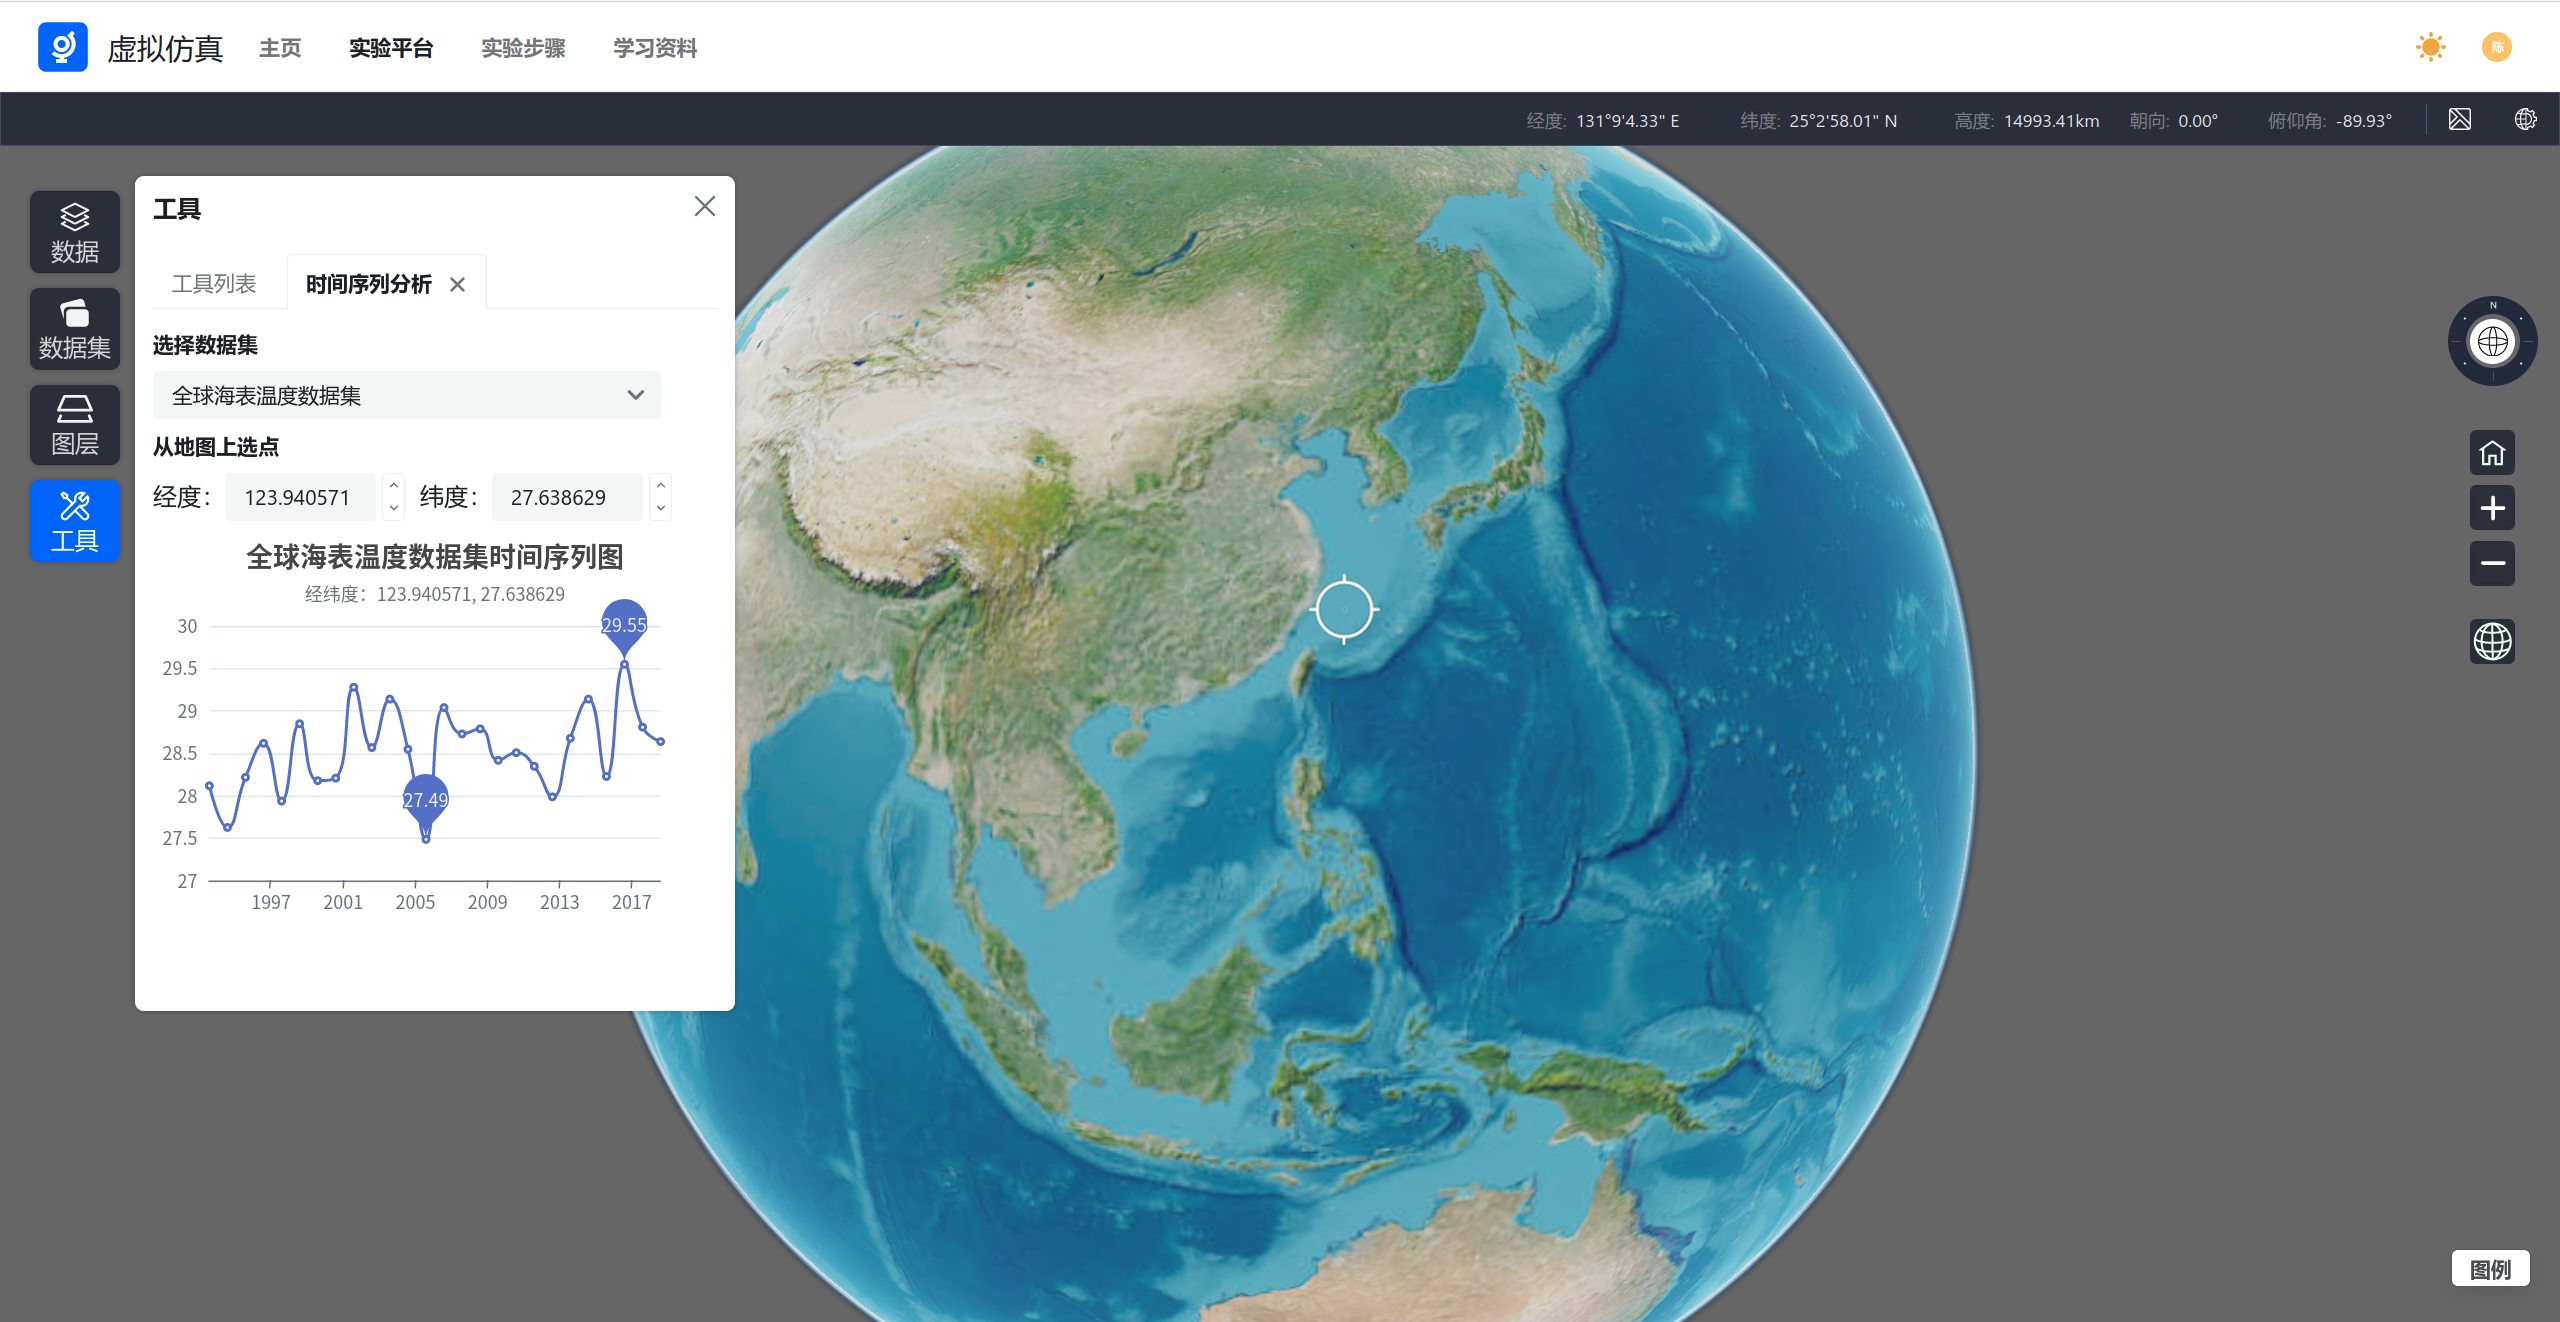 虚拟仿真 主页 实验平台 实验步骤 学习资料 陈
经度: 131°9'4.33" E 纬度: 25°2'58.01" N 高度: 14993.41km 朝向: 0.00° 俯仰角: -89.93°
数据
数据集
图层
工具
工具
工具列表 时间序列分析
选择数据集
全球海表温度数据集
从地图上选点
经度： 123.940571 纬度： 27.638629
全球海表温度数据集时间序列图
经纬度：123.940571, 27.638629
30
29.5
29
28.5
28
27.5
27
29.55
27.49
1997 2001 2005 2009 2013 2017
N
图例